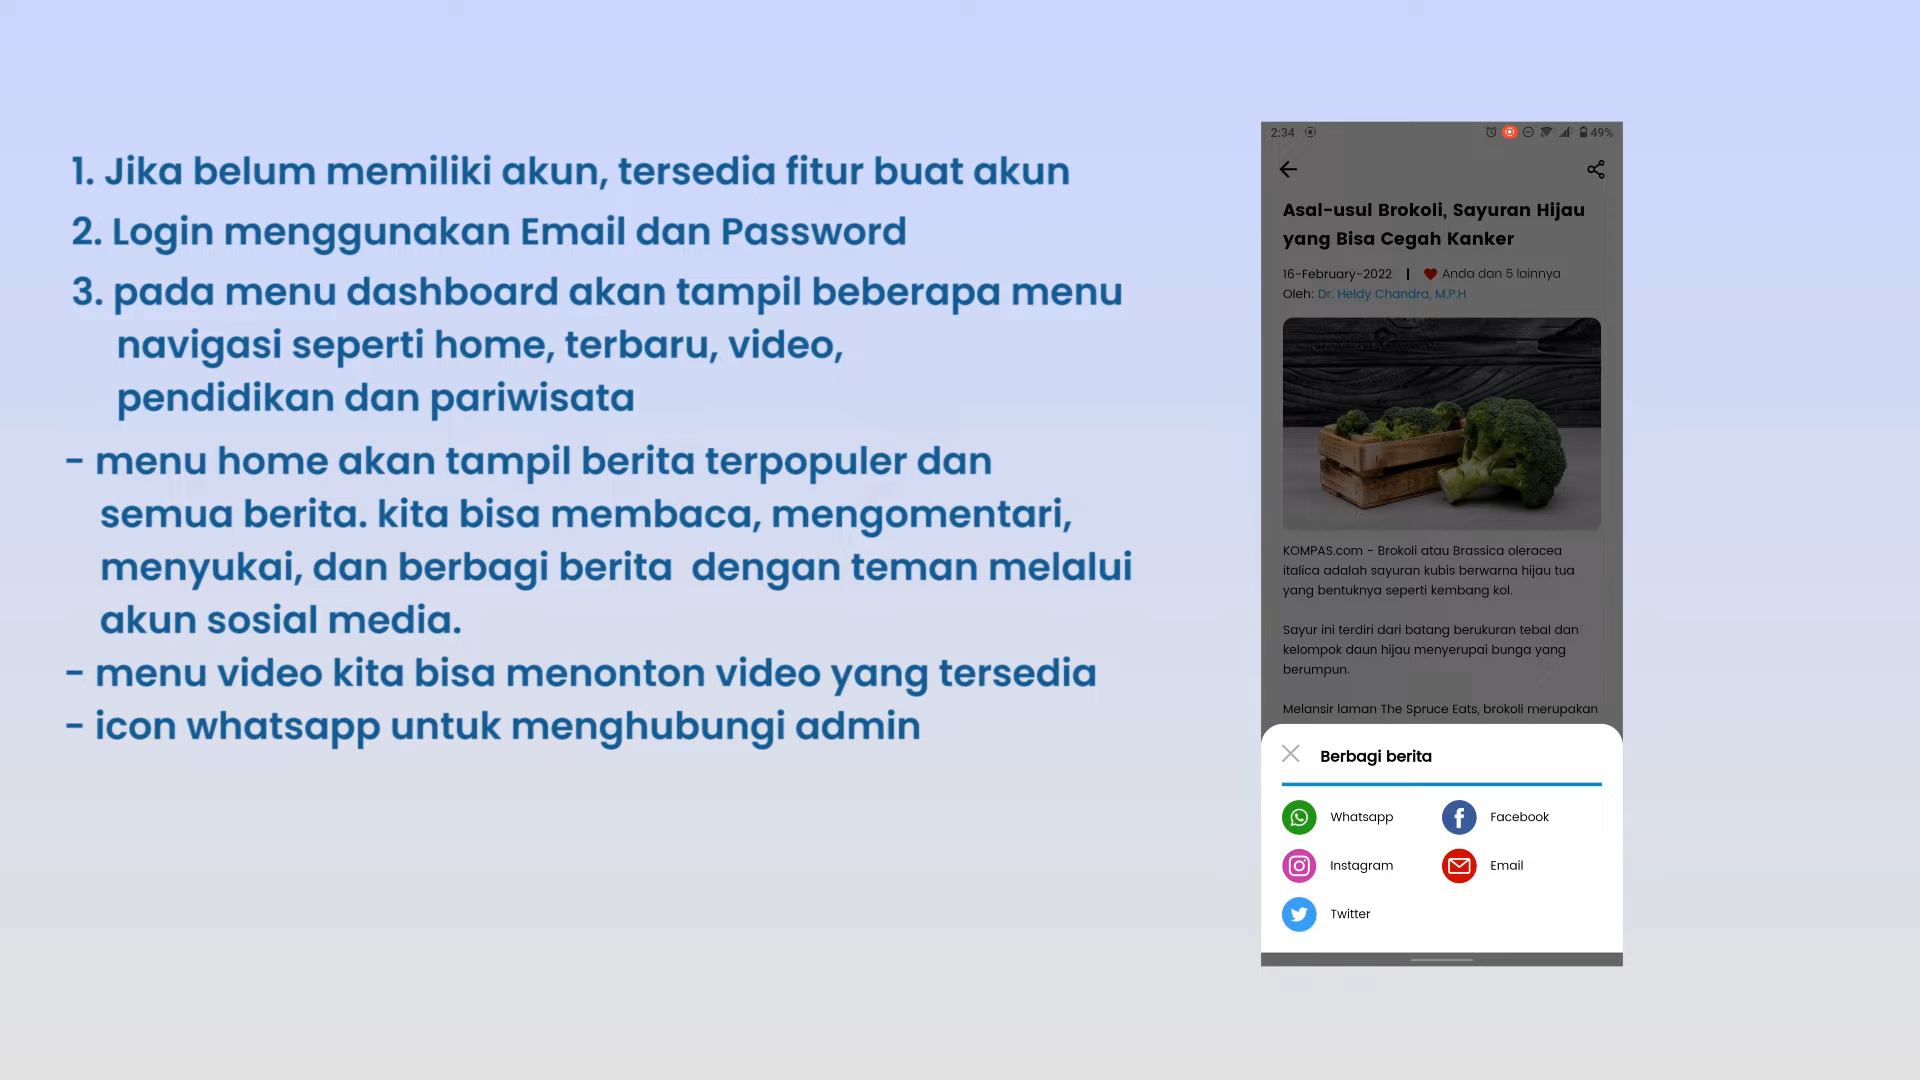 1. Jika belum memiliki akun, tersedia fitur buat akun
2. Login menggunakan Email dan Password
3. pada menu dashboard akan tampil beberapa menu
navigasi seperti home, terbaru, video,
pendidikan dan pariwisata
- menu home akan tampil berita terpopuler dan
semua berita. kita bisa membaca, mengomentari,
menyukai, dan berbagi berita dengan teman melalui
akun sosial media.
- menu video kita bisa menonton video yang tersedia
- icon whatsapp untuk menghubungi admin
2:34 49%
Asal-usul Brokoli, Sayuran Hijau
yang Bisa Cegah Kanker
16-February-2022 | Anda dan 5 lainnya
Oleh: Dr. Heidy Chandra, M.P.H
KOMPAS.com - Brokoli atau Brassica oleracea
italica adalah sayuran kubis berwarna hijau tua
yang bentuknya seperti kembang kol.
Sayur ini terdiri dari batang berukuran tebal dan
kelompok daun hijau menyerupai bunga yang
berumpun.
Melansir laman The Spruce Eats, brokoli merupakan
Berbagi berita
Whatsapp Facebook
Instagram Email
Twitter